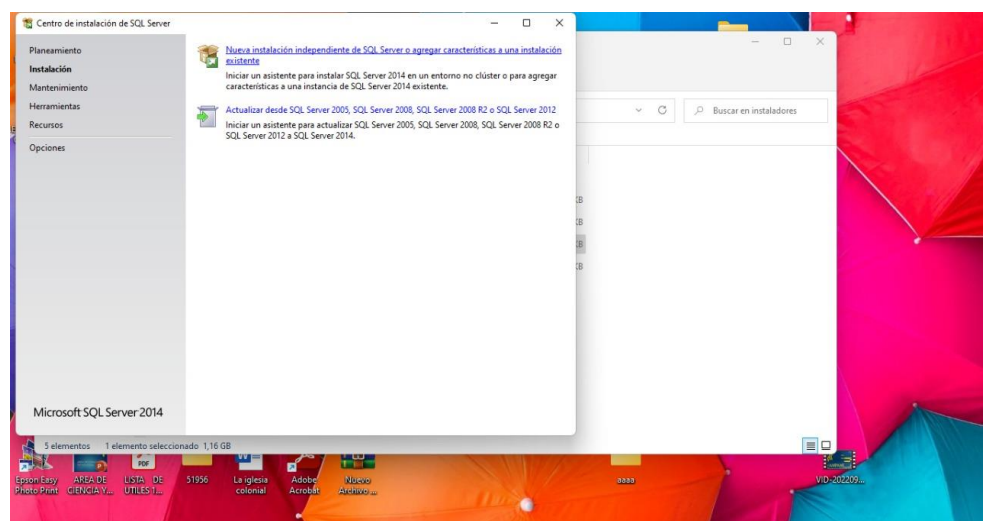 Centro de instalación de SQL Server
Planeamiento
Instalación
Mantenimiento
Herramientas
Recursos
Opciones
Nueva instalación independiente de SQL Server o agregar características a una instalación
existente
Iniciar un asistente para instalar SQL Server 2014 en un entorno no clúster o para agregar
características a una instancia de SQL Server 2014 existente.
Actualizar desde SQL Server 2005, SQL Server 2008, SQL Server 2008 R2 o SQL Server 2012
Iniciar un asistente para actualizar SQL Server 2005, SQL Server 2008, SQL Server 2008 R2 o
SQL Server 2012 a SQL Server 2014.
Microsoft SQL Server 2014
Buscar en instaladores
KB
KB
KB
KB
5 elementos 1 elemento seleccionado 1,16 GB
PDF
Epson Easy
Photo Print
AREA DE
CIENCIA Y...
LISTA DE
UTILES 1...
51956
La iglesia
colonial
Adobe
Acrobat
Nuevo
Archivo ...
aaaa
VID-202209...